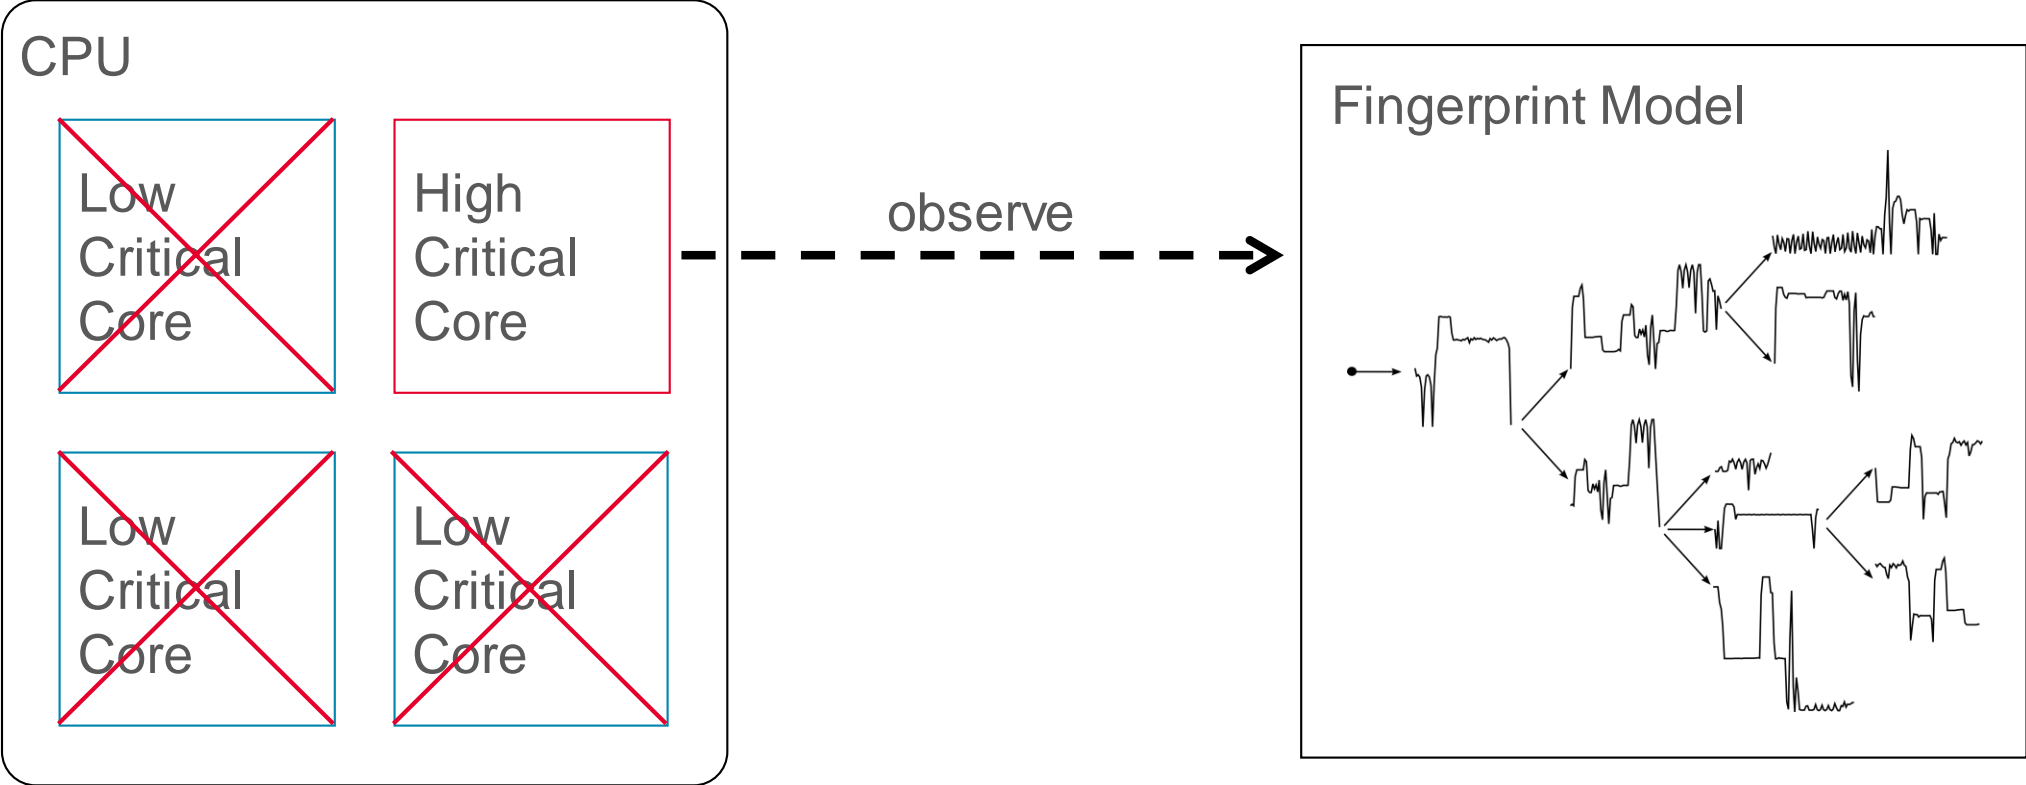 CPU
Low
Critical
Core
High
Critical
Core
Low
Critical
Core
Low
Critical
Core
observe
Fingerprint Model